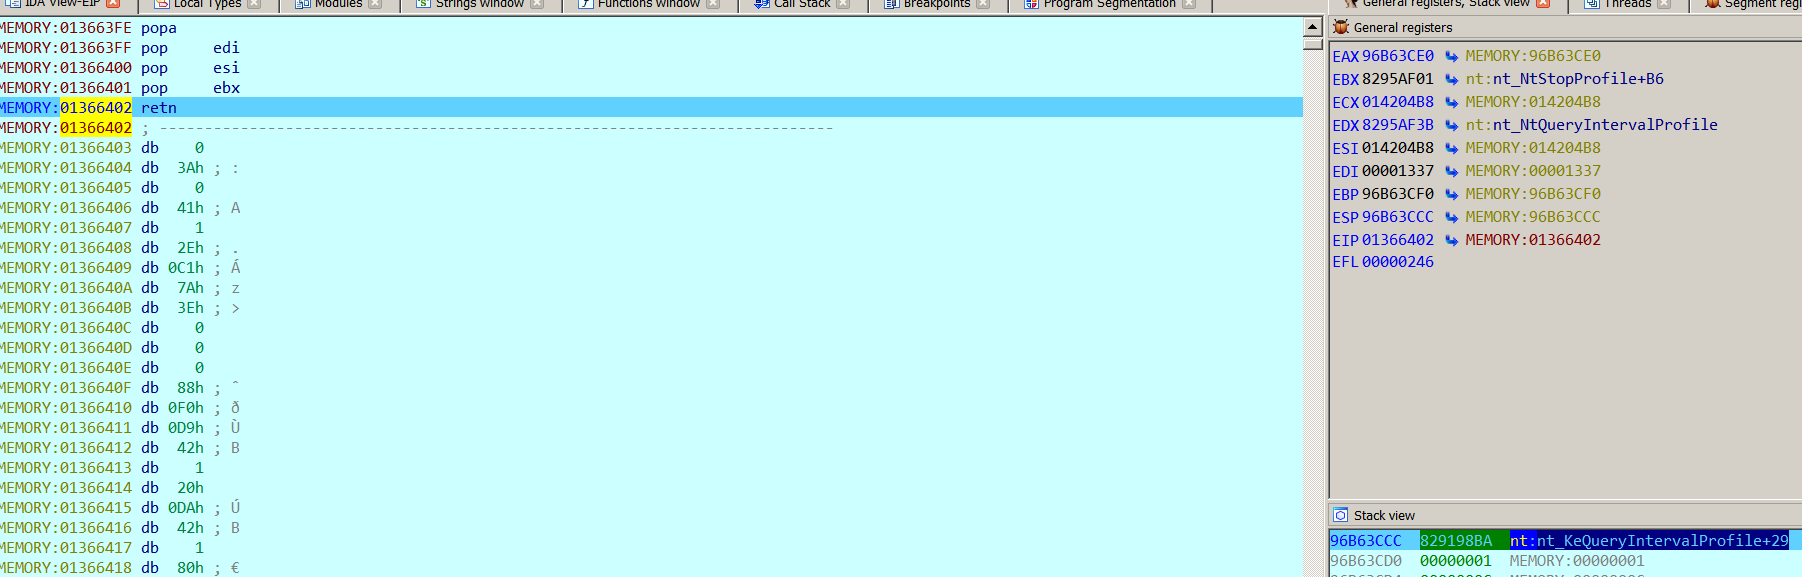 IDA View-EIP Local Types Modules Strings window Functions window Call Stack Breakpoints Program Segmentation
MEMORY:013663FE popa
MEMORY:013663FF pop edi
MEMORY:01366400 pop esi
MEMORY:01366401 pop ebx
MEMORY:01366402 retn
MEMORY:01366402 ; ---------------------------------------------------------------------------
MEMORY:01366403 db 0
MEMORY:01366404 db 3Ah ; :
MEMORY:01366405 db 0
MEMORY:01366406 db 41h ; A
MEMORY:01366407 db 1
MEMORY:01366408 db 2Eh ; .
MEMORY:01366409 db 0C1h ; Á
MEMORY:0136640A db 7Ah ; z
MEMORY:0136640B db 3Eh ; >
MEMORY:0136640C db 0
MEMORY:0136640D db 0
MEMORY:0136640E db 0
MEMORY:0136640F db 88h ; ˆ
MEMORY:01366410 db 0F0h ; ð
MEMORY:01366411 db 0D9h ; Ù
MEMORY:01366412 db 42h ; B
MEMORY:01366413 db 1
MEMORY:01366414 db 20h
MEMORY:01366415 db 0DAh ; Ú
MEMORY:01366416 db 42h ; B
MEMORY:01366417 db 1
MEMORY:01366418 db 80h ; €
General registers, Stack view Threads Segment regi
General registers
EAX 96B63CE0 MEMORY:96B63CE0
EBX 8295AF01 nt:nt_NtStopProfile+B6
ECX 014204B8 MEMORY:014204B8
EDX 8295AF3B nt:nt_NtQueryIntervalProfile
ESI 014204B8 MEMORY:014204B8
EDI 00001337 MEMORY:00001337
EBP 96B63CF0 MEMORY:96B63CF0
ESP 96B63CCC MEMORY:96B63CCC
EIP 01366402 MEMORY:01366402
EFL 00000246
Stack view
96B63CCC 829198BA nt:nt_KeQueryIntervalProfile+29
96B63CD0 00000001 MEMORY:00000001